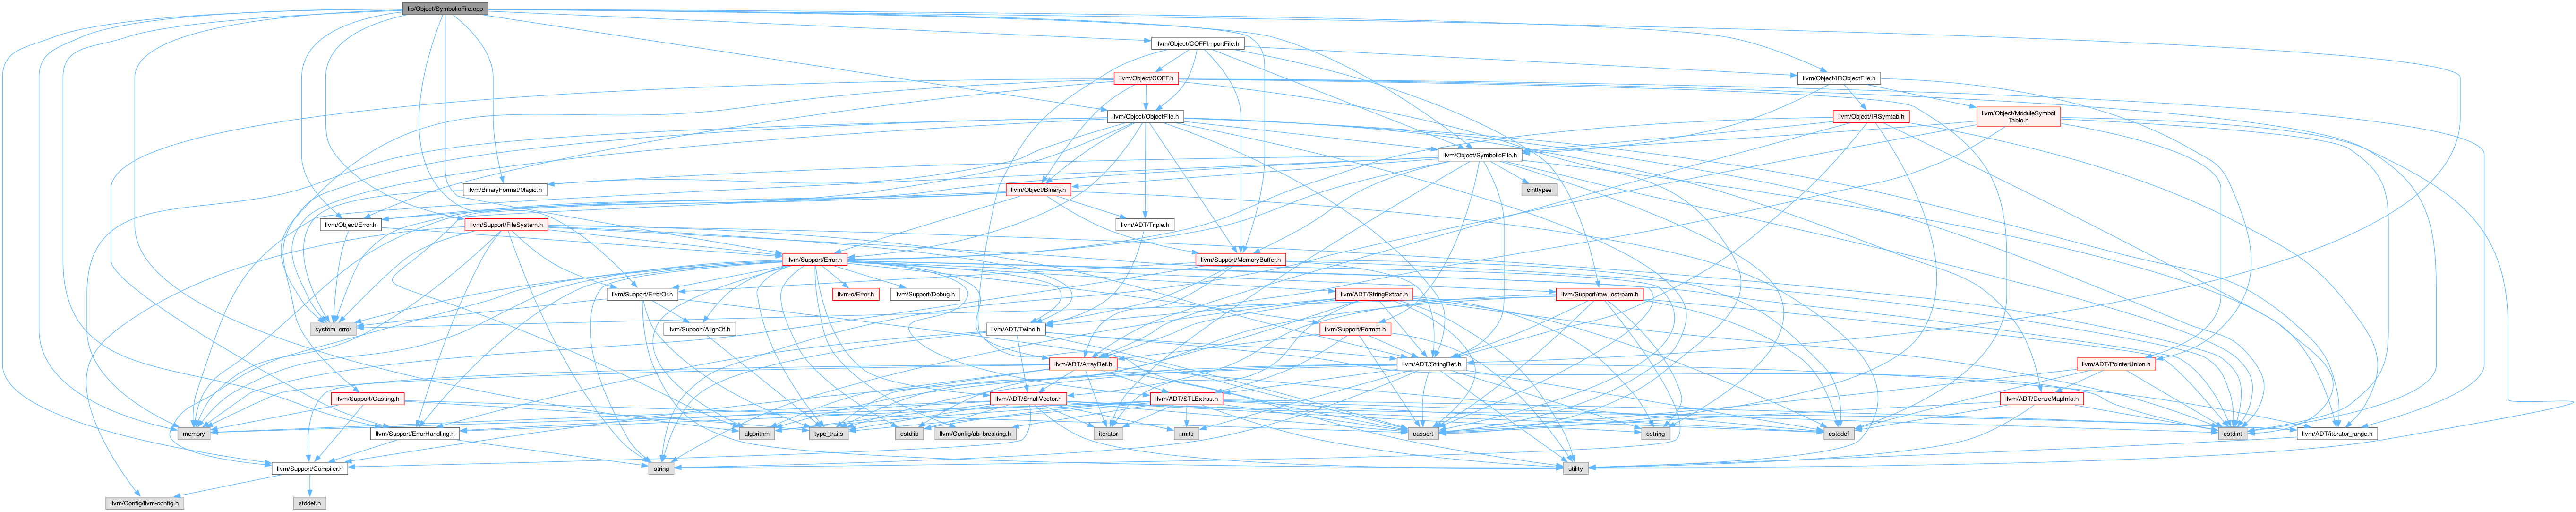 lib/Object/SymbolicFile.cpp
llvm/Object/COFFImportFile.h
llvm/Object/COFF.h
llvm/Object/IRObjectFile.h
llvm/Object/ObjectFile.h
llvm/Object/IRSymtab.h
llvm/Object/ModuleSymbol
Table.h
llvm/Object/SymbolicFile.h
llvm/BinaryFormat/Magic.h
llvm/Object/Binary.h
cinttypes
llvm/Object/Error.h
llvm/Support/FileSystem.h
llvm/ADT/Triple.h
llvm/Support/Error.h
llvm/Support/MemoryBuffer.h
llvm/Support/ErrorOr.h
llvm-c/Error.h
llvm/Support/Debug.h
llvm/ADT/StringExtras.h
llvm/Support/raw_ostream.h
system_error
llvm/Support/AlignOf.h
llvm/ADT/Twine.h
llvm/Support/Format.h
llvm/ADT/ArrayRef.h
llvm/ADT/StringRef.h
llvm/ADT/PointerUnion.h
llvm/Support/Casting.h
llvm/ADT/SmallVector.h
llvm/ADT/STLExtras.h
llvm/ADT/DenseMapInfo.h
memory
llvm/Support/ErrorHandling.h
algorithm
type_traits
cstdlib
llvm/Config/abi-breaking.h
iterator
limits
cassert
cstring
cstddef
cstdint
llvm/ADT/iterator_range.h
llvm/Support/Compiler.h
string
utility
llvm/Config/llvm-config.h
stddef.h